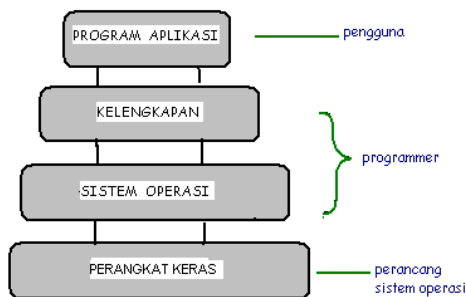 PROGRAM APLIKASI
pengguna
KELENGKAPAN
programmer
SISTEM OPERASI
PERANGKAT KERAS
perancang
sistem operasi